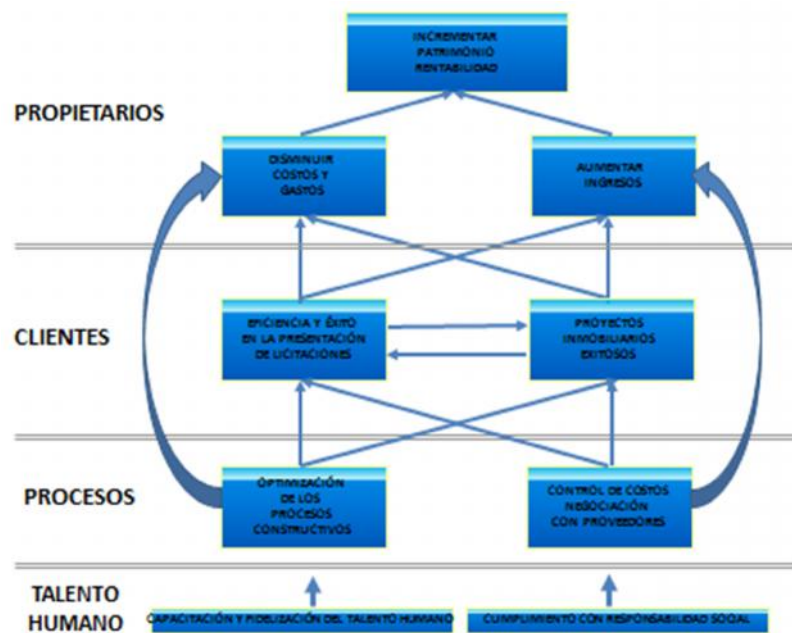 INCREMENTAR
PATRIMONIO
RENTABILIDAD
PROPIETARIOS
DISMINUIR
COSTOS Y
GASTOS
AUMENTAR
INGRESOS
CLIENTES
EFICIENCIA Y ÉXITO
EN LA PRESENTACIÓN
DE LICITACIONES
PROYECTOS
INMOBILIARIOS
EXITOSOS
PROCESOS
OPTIMIZACIÓN
DE LOS
PROCESOS
CONSTRUCTIVOS
CONTROL DE COSTOS
NEGOCIACIÓN
CON PROVEEDORES
TALENTO
HUMANO
CAPACITACIÓN Y FIDELIZACIÓN DEL TALENTO HUMANO
CUMPLIMIENTO CON RESPONSABILIDAD SOCIAL